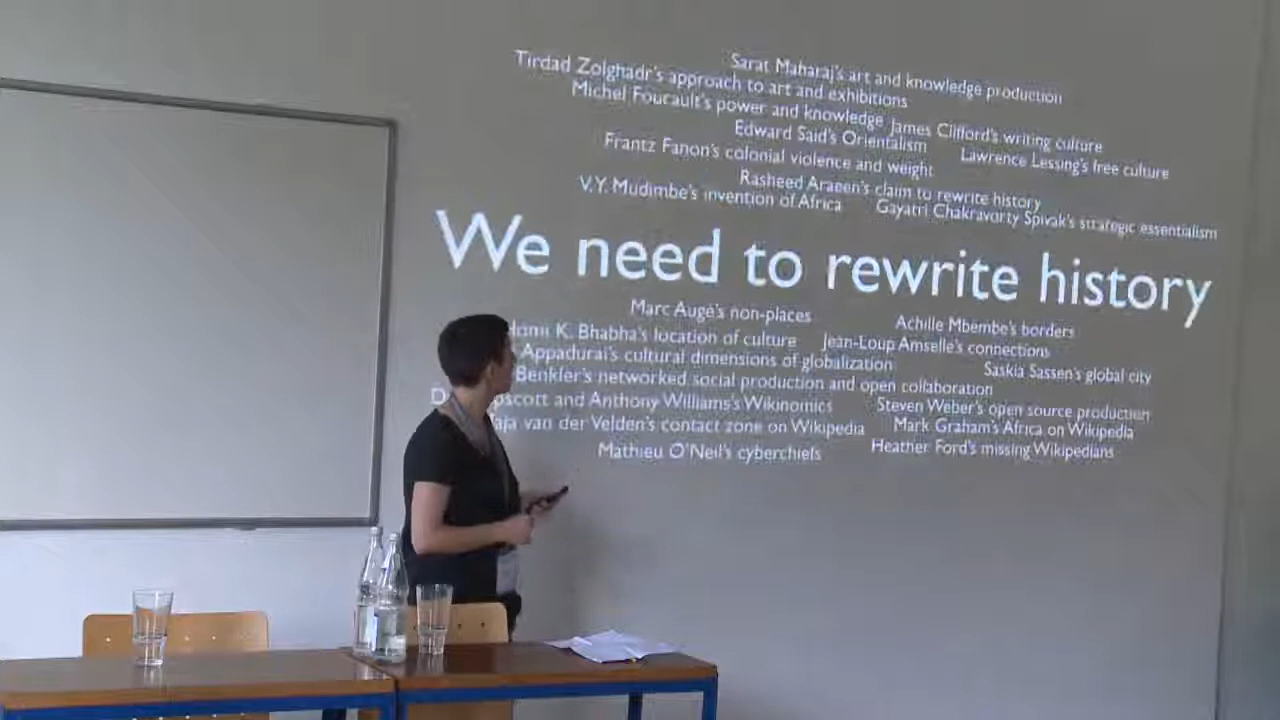 Sarat Maharaj's art and knowledge production
Tirdad Zolghadr's approach to art and exhibitions
Michel Foucault's power and knowledge
James Clifford's writing culture
Edward Said's Orientalism
Lawrence Lessing's free culture
Frantz Fanon's colonial violence and weight
Rasheed Araeen's claim to rewrite history
V.Y. Mudimbe's invention of Africa
Gayatri Chakravorty Spivak's strategic essentialism
We need to rewrite history
Marc Augé's non-places
Achille Mbembe's borders
K. Bhabha's location of culture
Jean-Loup Amselle's connections
Appadurai's cultural dimensions of globalization
Saskia Sassen's global city
Benkler's networked social production and open collaboration
and Anthony Williams's Wikinomics
Steven Weber's open source production
van der Velden's contact zone on Wikipedia
Mark Graham's Africa on Wikipedia
Mathieu O'Neil's cyberchiefs
Heather Ford's missing Wikipedians